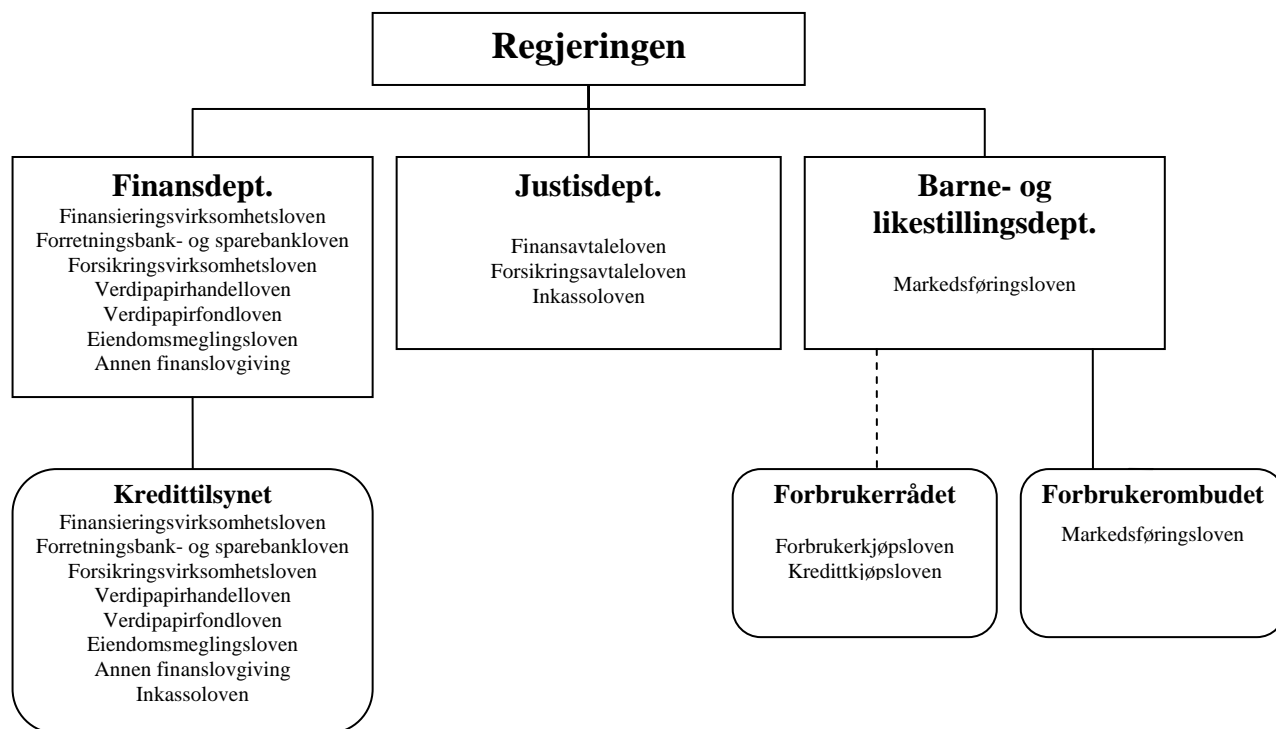 Regjeringen
Finansdept.
Finansieringsvirksomhetsloven
Forretningsbank- og sparebankloven
Forsikringsvirksomhetsloven
Verdipapirhandelloven
Verdipapirfondloven
Eiendomsmeglingsloven
Annen finanslovgiving
Justisdept.
Finansavtaleloven
Forsikringsavtaleloven
Inkassoloven
Barne- og
likestillingsdept.
Markedsføringsloven
Kredittilsynet
Finansieringsvirksomhetsloven
Forretningsbank- og sparebankloven
Forsikringsvirksomhetsloven
Verdipapirhandelloven
Verdipapirfondloven
Eiendomsmeglingsloven
Annen finanslovgiving
Inkassoloven
Forbrukerrådet
Forbrukerkjøpsloven
Kredittkjøpsloven
Forbrukerombudet
Markedsføringsloven